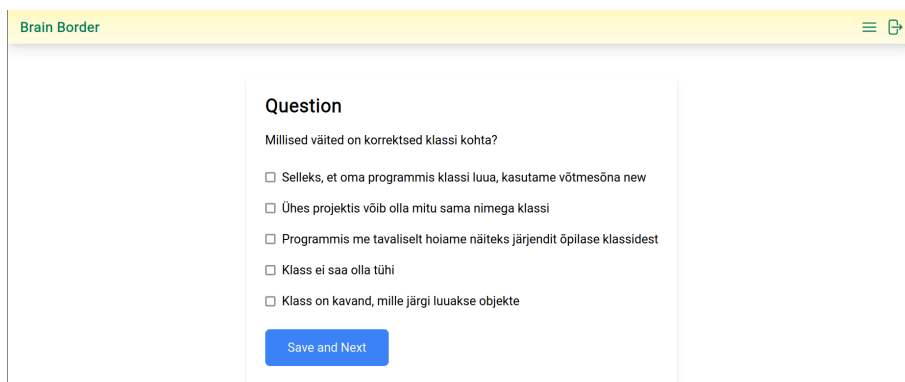 Brain Border
Question
Millised väited on korrektsed klassi kohta?
Selleks, et oma programmis klassi luua, kasutame võtmesõna new
Ühes projektis võib olla mitu sama nimega klassi
Programmis me tavaliselt hoiame näiteks järjendit õpilase klassidest
Klass ei saa olla tühi
Klass on kavand, mille järgi luuakse objekte
Save and Next